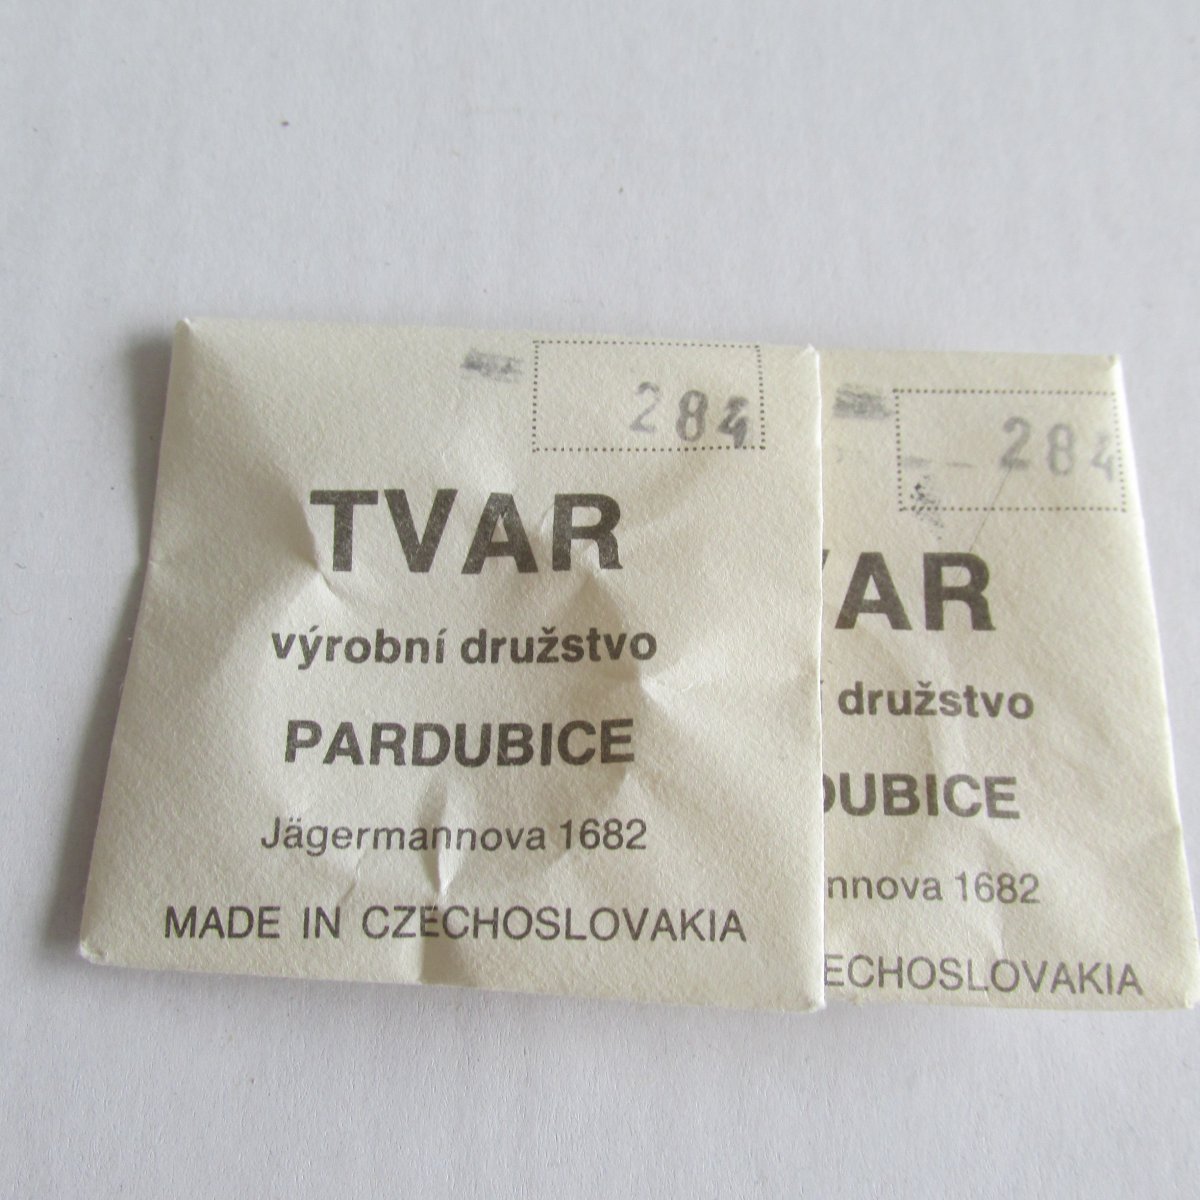 284
TVAR
výrobní družstvo
PARDUBICE
Jägermannova 1682
MADE IN CZECHOSLOVAKIA
284
VAR
družstvo
DUBICE
nnova 1682
ECHOSLOVAKIA